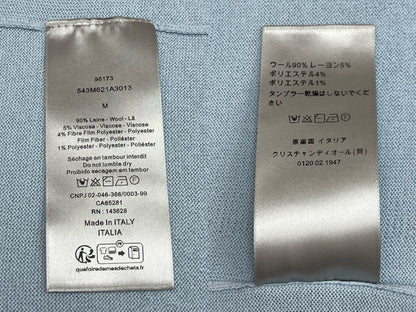 95173
543M621A3013
M
90% Laine - Wool - Lã
5% Viscose - Viscose - Viscose
4% Fibre Film Polyester - Polyester
Film Fiber - Poliéster
1% Polyester - Polyester - Poliéster
Séchage en tambour interdit
Do not tumble dry
Proibido secagem em tambor
CNPJ 02-046-366/0003-99
CA65281
RN : 143628
Made In ITALY
ITALIA
FR
quefairedemesdechets.fr
ウール90% レーヨン5%
ポリエステル4%
ポリエステル1%
タンブラー乾燥はしないでください
原産国 イタリア
クリスチャンディオール(同)
0120 02 1947